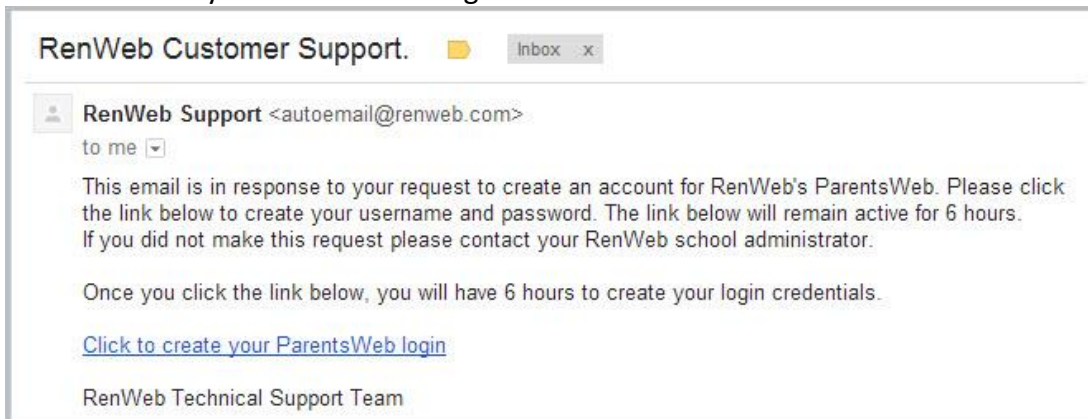 RenWeb Customer Support.
Inbox x
RenWeb Support <autoemail@renweb.com>
to me
This email is in response to your request to create an account for RenWeb's ParentsWeb. Please click
the link below to create your username and password. The link below will remain active for 6 hours.
If you did not make this request please contact your RenWeb school administrator.
Once you click the link below, you will have 6 hours to create your login credentials.
Click to create your ParentsWeb login
RenWeb Technical Support Team